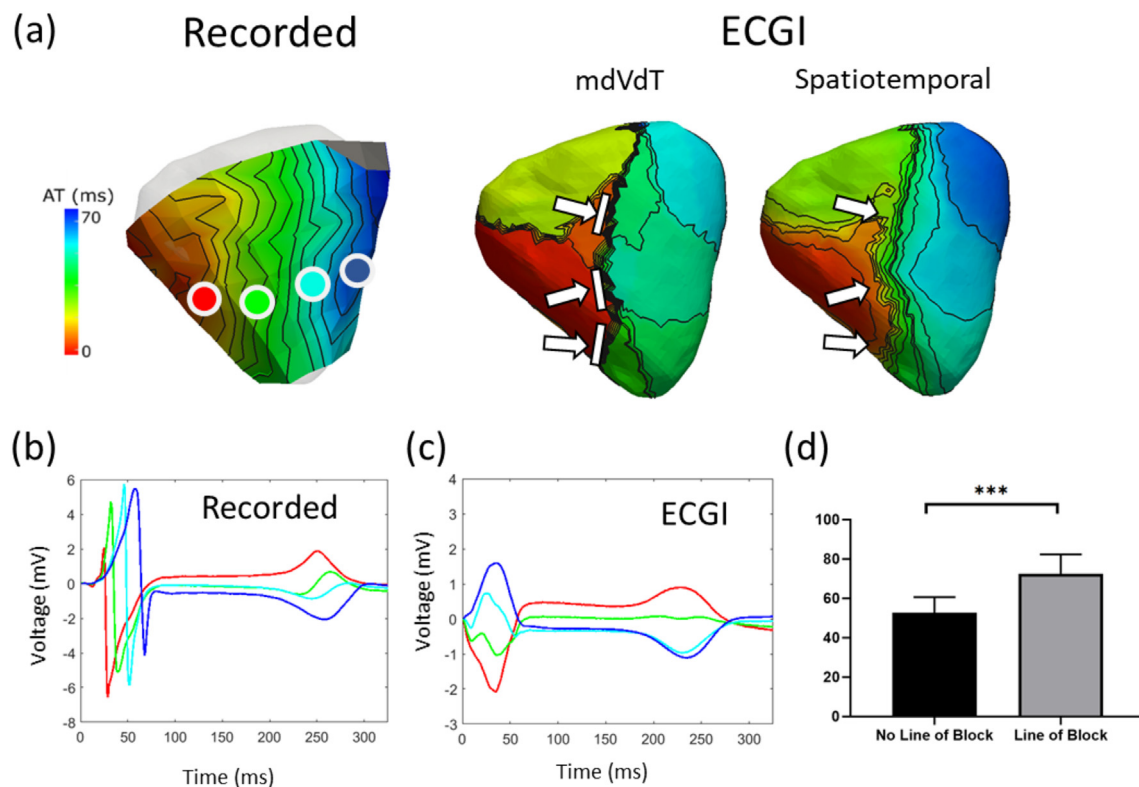 (a)
Recorded
ECGI
mdVdT
Spatiotemporal
AT (ms)
70
0
(b)
(c)
(d)
Recorded
Voltage (mV)
6
4
2
0
-2
-4
-6
-8
0 50 100 150 200 250 300
Time (ms)
ECGI
Voltage (mV)
4
3
2
1
0
-1
-2
-3
0 50 100 150 200 250 300
Time (ms)
***
100
80
60
40
20
0
No Line of Block Line of Block